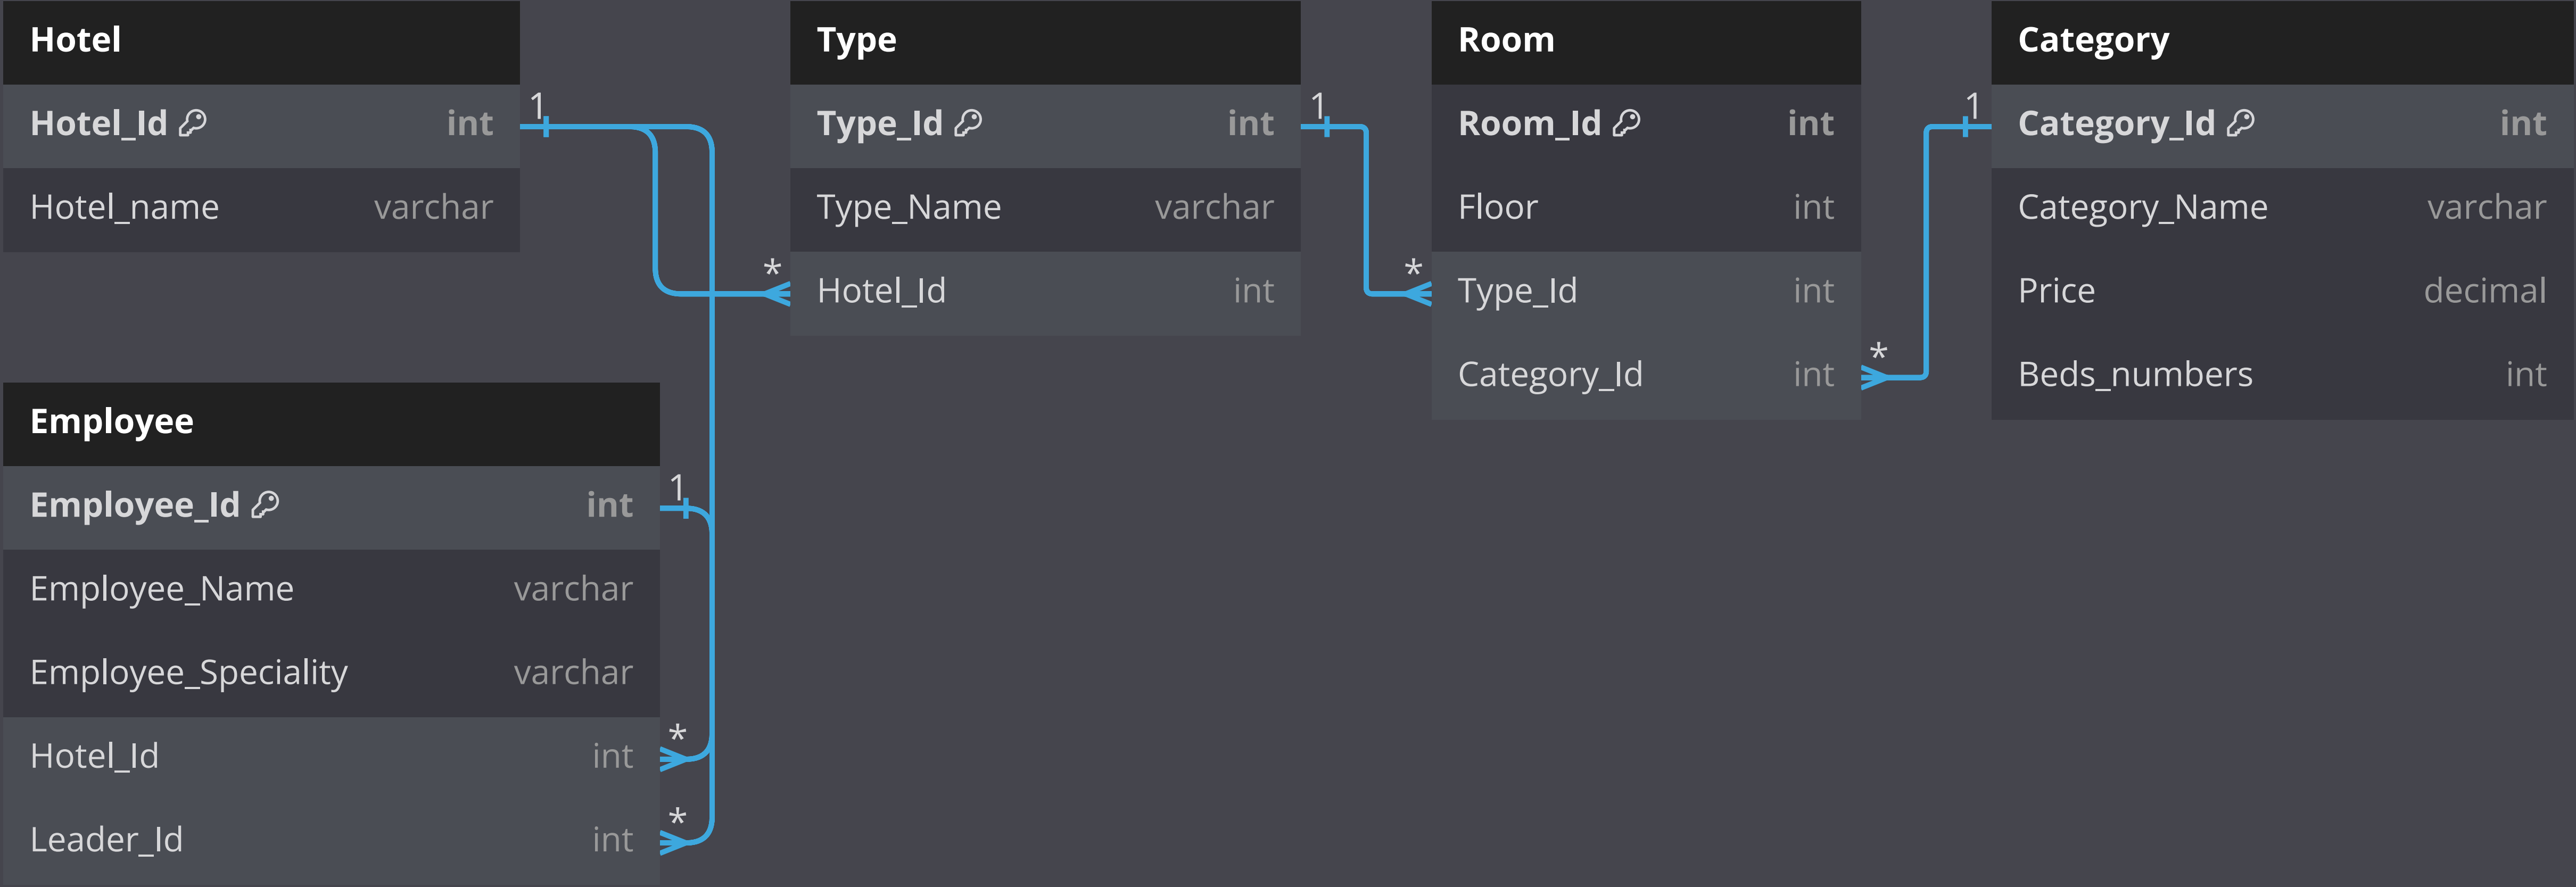 Hotel
Hotel_Id int
Hotel_name varchar
1
Type
Type_Id int
Type_Name varchar
* Hotel_Id int
1
Room
Room_Id int
Floor int
* Type_Id int
Category_Id int *
1
Category
Category_Id int
Category_Name varchar
Price decimal
Beds_numbers int
Employee
Employee_Id int 1
Employee_Name varchar
Employee_Speciality varchar
Hotel_Id int *
Leader_Id int *